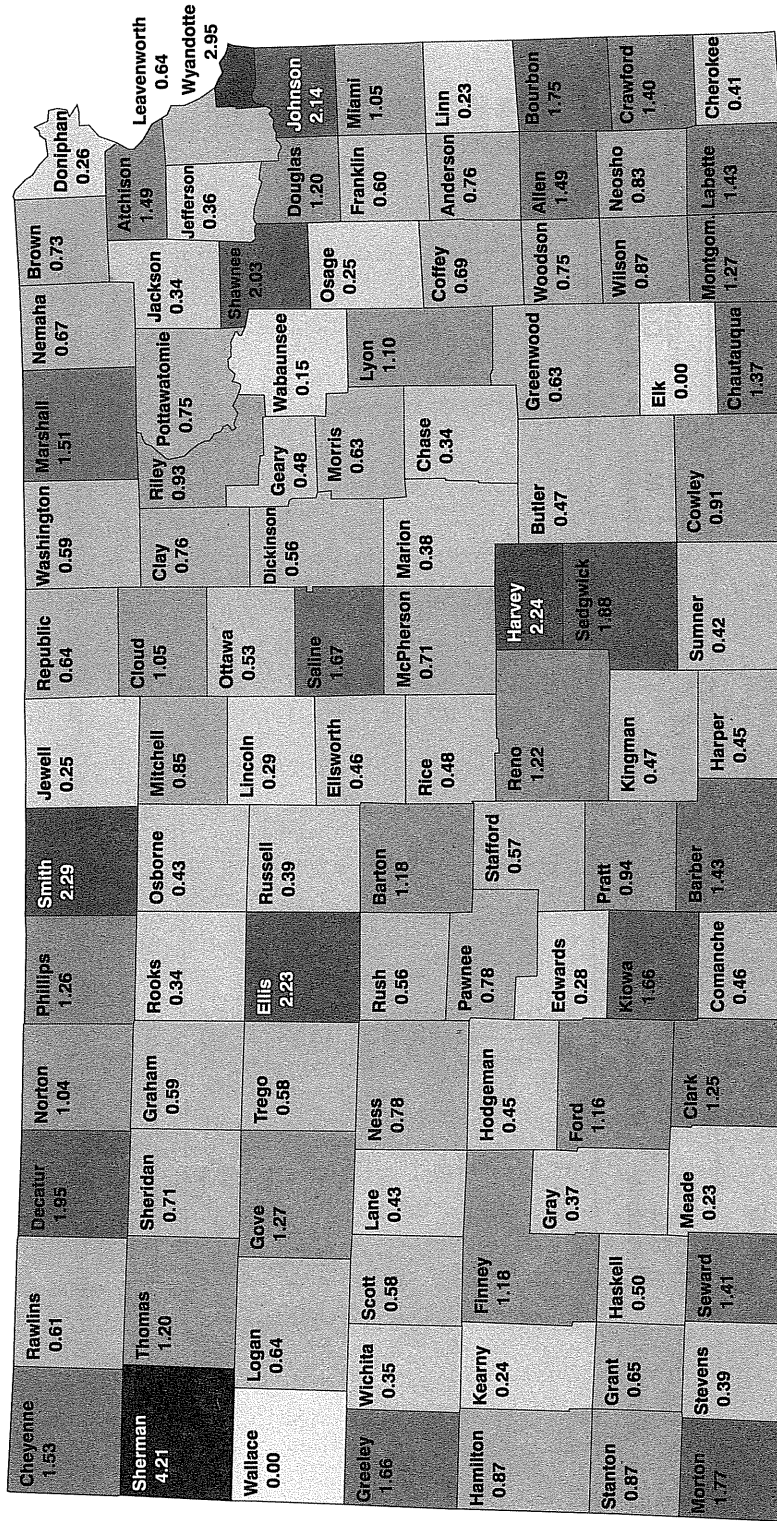 Cheyenne
1.53
Rawlins
0.61
Decatur
1.95
Norton
1.04
Phillips
1.26
Smith
2.29
Jewell
0.25
Republic
0.64
Washington
0.59
Marshall
1.51
Nemaha
0.67
Brown
0.73
Doniphan
0.26
Sherman
4.21
Thomas
1.20
Sheridan
0.71
Graham
0.59
Rooks
0.34
Osborne
0.43
Mitchell
0.85
Cloud
1.05
Clay
0.76
Riley
0.93
Pottawatomie
0.75
Jackson
0.34
Atchison
1.49
Jefferson
0.36
Leavenworth
0.64
Wyandotte
2.95
Wallace
0.00
Logan
0.64
Gove
1.27
Trego
0.58
Ellis
2.23
Russell
0.39
Lincoln
0.29
Ottawa
0.53
Saline
1.67
Dickinson
0.56
Geary
0.48
Wabaunsee
0.15
Shawnee
2.03
Douglas
1.20
Johnson
2.14
Greeley
1.66
Wichita
0.35
Scott
0.58
Lane
0.43
Ness
0.78
Rush
0.56
Barton
1.18
Ellsworth
0.46
Rice
0.48
McPherson
0.71
Marion
0.38
Morris
0.63
Chase
0.34
Lyon
1.10
Osage
0.25
Franklin
0.60
Miami
1.05
Hamilton
0.87
Kearny
0.24
Finney
1.18
Hodgeman
0.45
Pawnee
0.78
Stafford
0.57
Edwards
0.28
Reno
1.22
Harvey
2.24
Sedgwick
1.88
Butler
0.47
Greenwood
0.63
Coffey
0.69
Anderson
0.76
Linn
0.23
Woodson
0.75
Allen
1.49
Bourbon
1.75
Stanton
0.87
Grant
0.65
Haskell
0.50
Gray
0.37
Ford
1.16
Kiowa
1.66
Pratt
0.94
Kingman
0.47
Elk
0.00
Wilson
0.87
Neosho
0.83
Crawford
1.40
Morton
1.77
Stevens
0.39
Seward
1.41
Meade
0.23
Clark
1.25
Comanche
0.46
Barber
1.43
Harper
0.45
Sumner
0.42
Cowley
0.91
Chautauqua
1.37
Montgom.
1.27
Labette
1.43
Cherokee
0.41